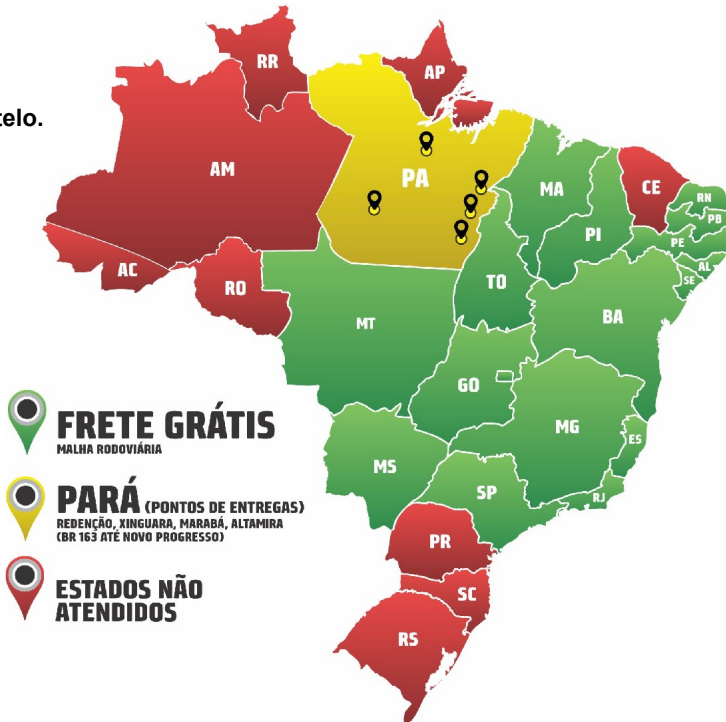 telo.
RR
AP
AM
PA
MA
CE
RN
PB
PI
PE
AL
SE
AC
RO
TO
BA
MT
GO
MG
ES
MS
SP
RJ
PR
SC
RS
FRETE GRÁTIS
MALHA RODOVIÁRIA
PARÁ (PONTOS DE ENTREGAS)
REDENÇÃO, XINGUARA, MARABÁ, ALTAMIRA
(BR 163 ATÉ NOVO PROGRESSO)
ESTADOS NÃO
ATENDIDOS